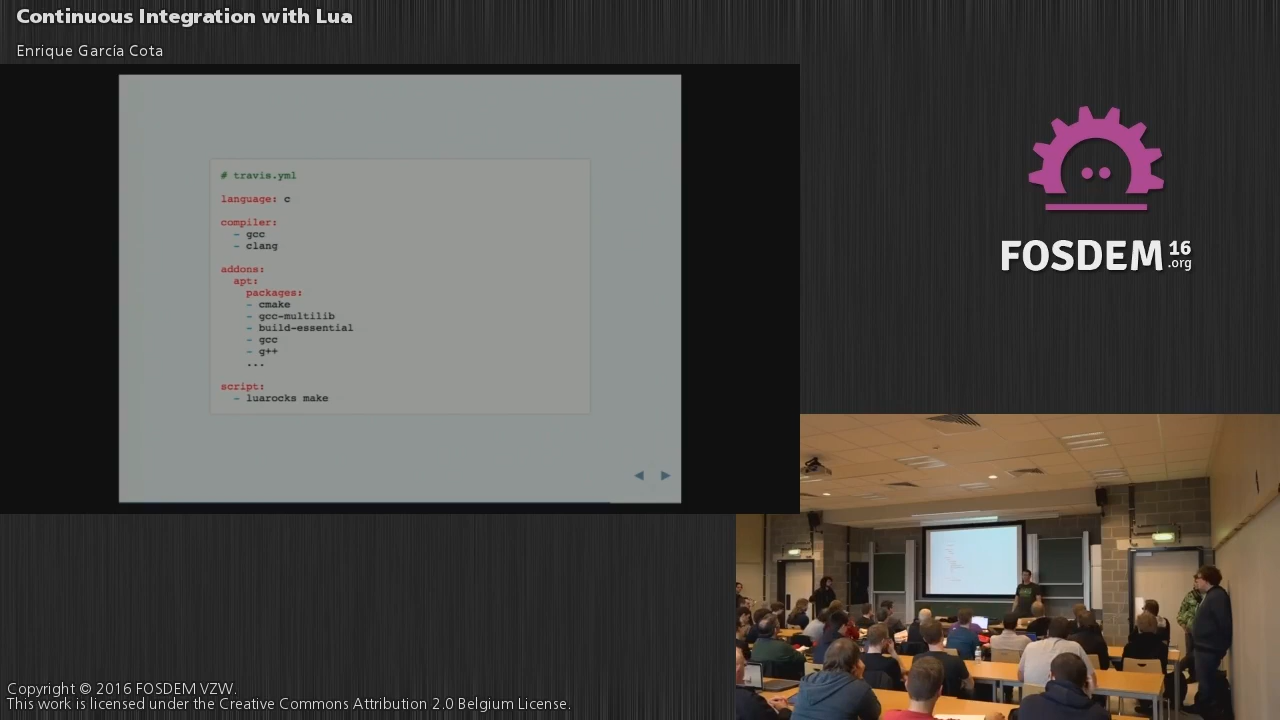 Continuous Integration with Lua
Enrique García Cota
# travis.yml
language: c
compiler:
- gcc
- clang
addons:
apt:
packages:
- cmake
- gcc-multilib
- build-essential
- gcc
- g++
...
script:
- luarocks make
FOSDEM 16
.org
Copyright © 2016 FOSDEM VZW.
This work is licensed under the Creative Commons Attribution 2.0 Belgium License.